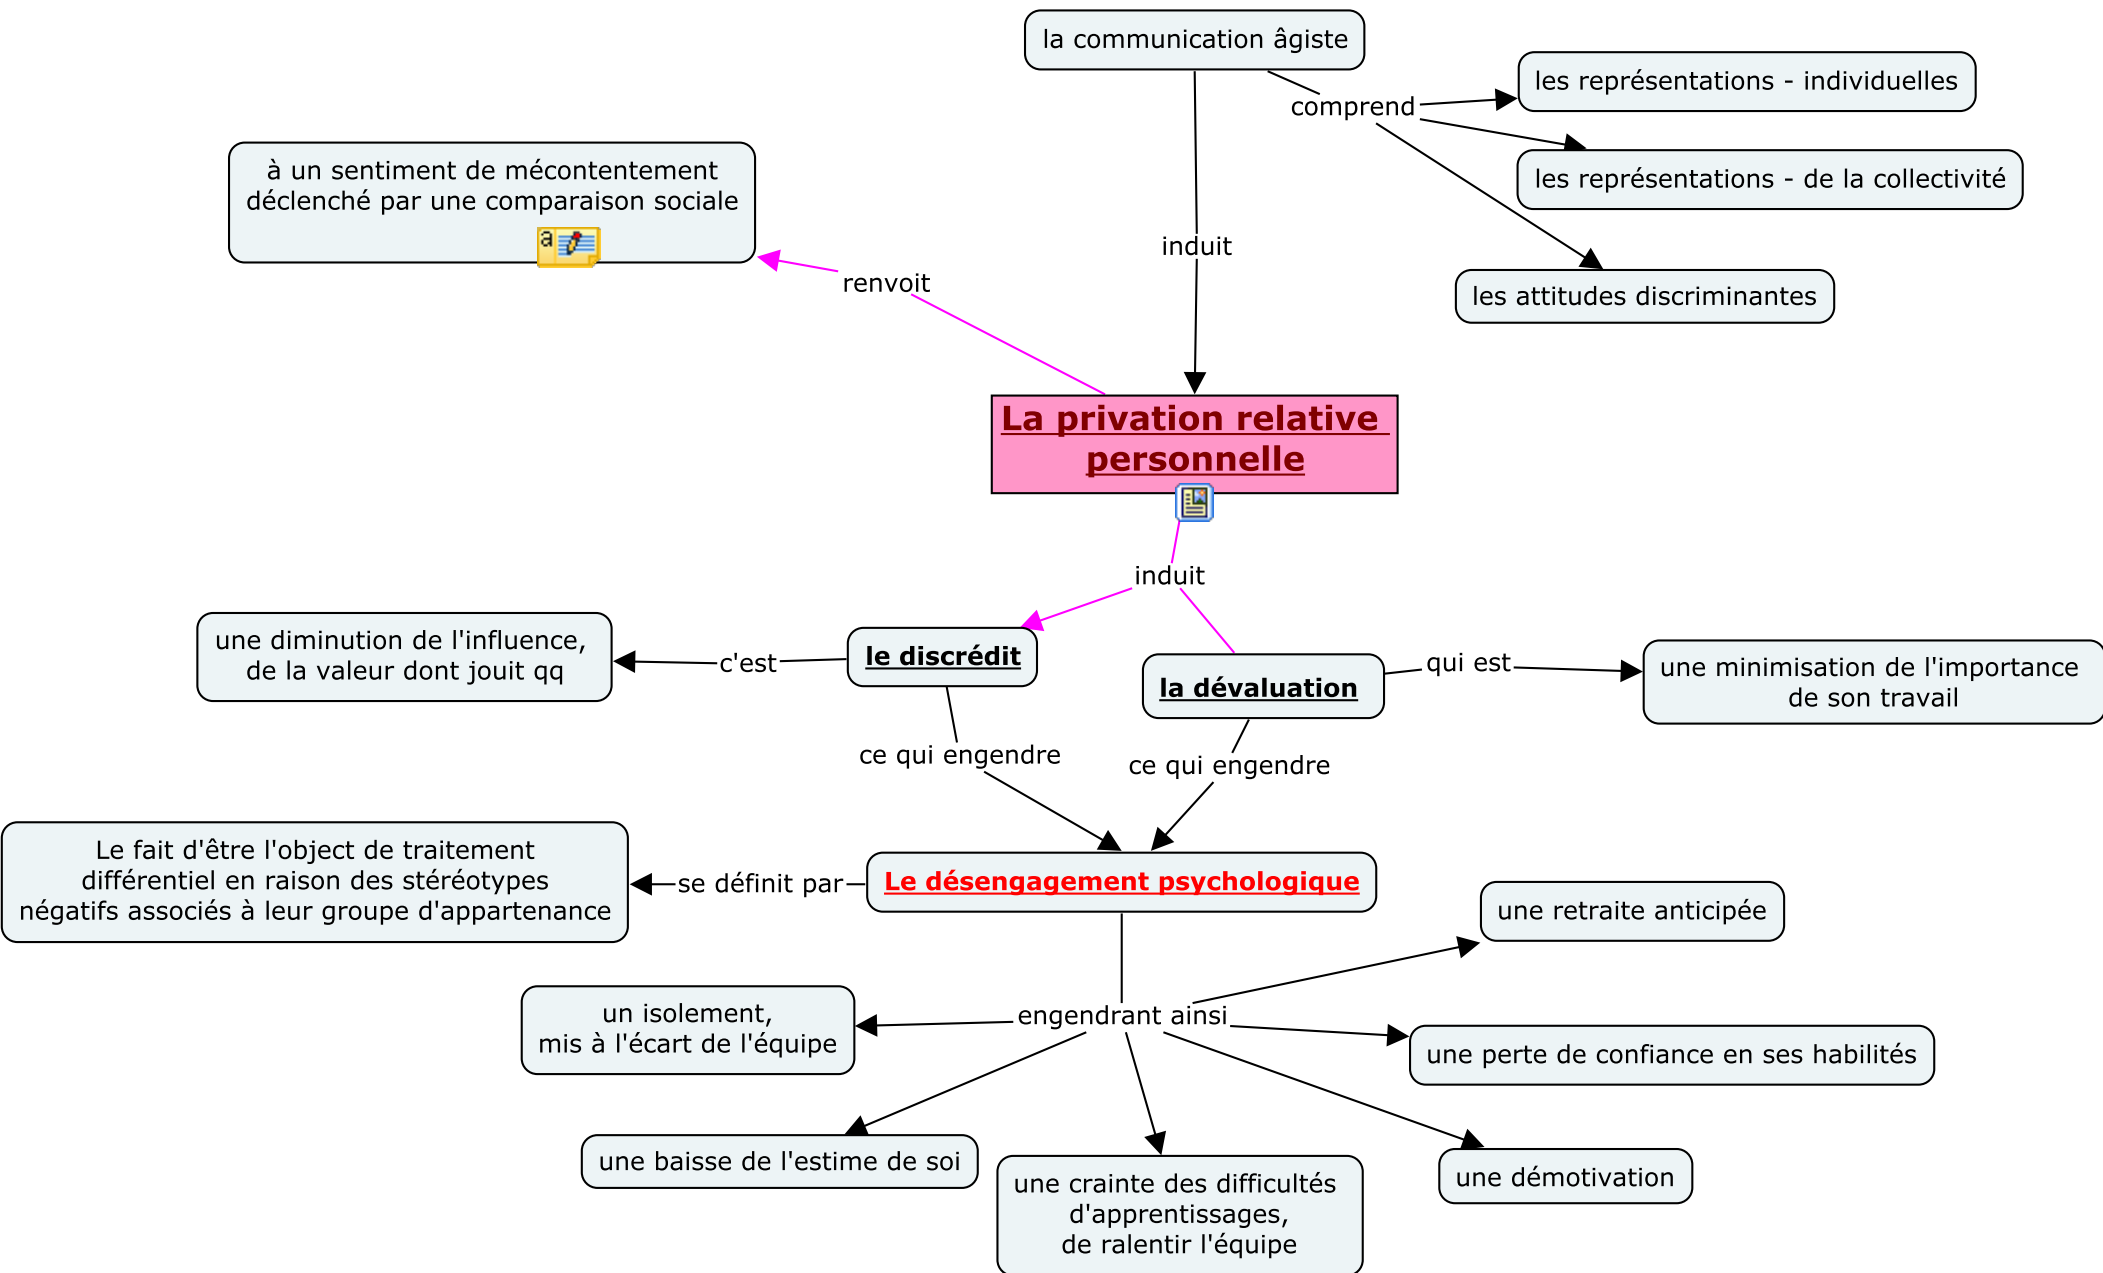 la communication âgiste
les représentations - individuelles
comprend
les représentations - de la collectivité
à un sentiment de mécontentement
déclenché par une comparaison sociale
a
induit
renvoit
les attitudes discriminantes
La privation relative
personnelle
induit
une diminution de l'influence,
de la valeur dont jouit qq
c'est
le discrédit
la dévaluation
qui est
une minimisation de l'importance
de son travail
ce qui engendre
ce qui engendre
Le fait d'être l'object de traitement
différentiel en raison des stéréotypes
négatifs associés à leur groupe d'appartenance
se définit par
Le désengagement psychologique
une retraite anticipée
un isolement,
mis à l'écart de l'équipe
engendrant ainsi
une perte de confiance en ses habilités
une baisse de l'estime de soi
une crainte des difficultés
d'apprentissages,
de ralentir l'équipe
une démotivation